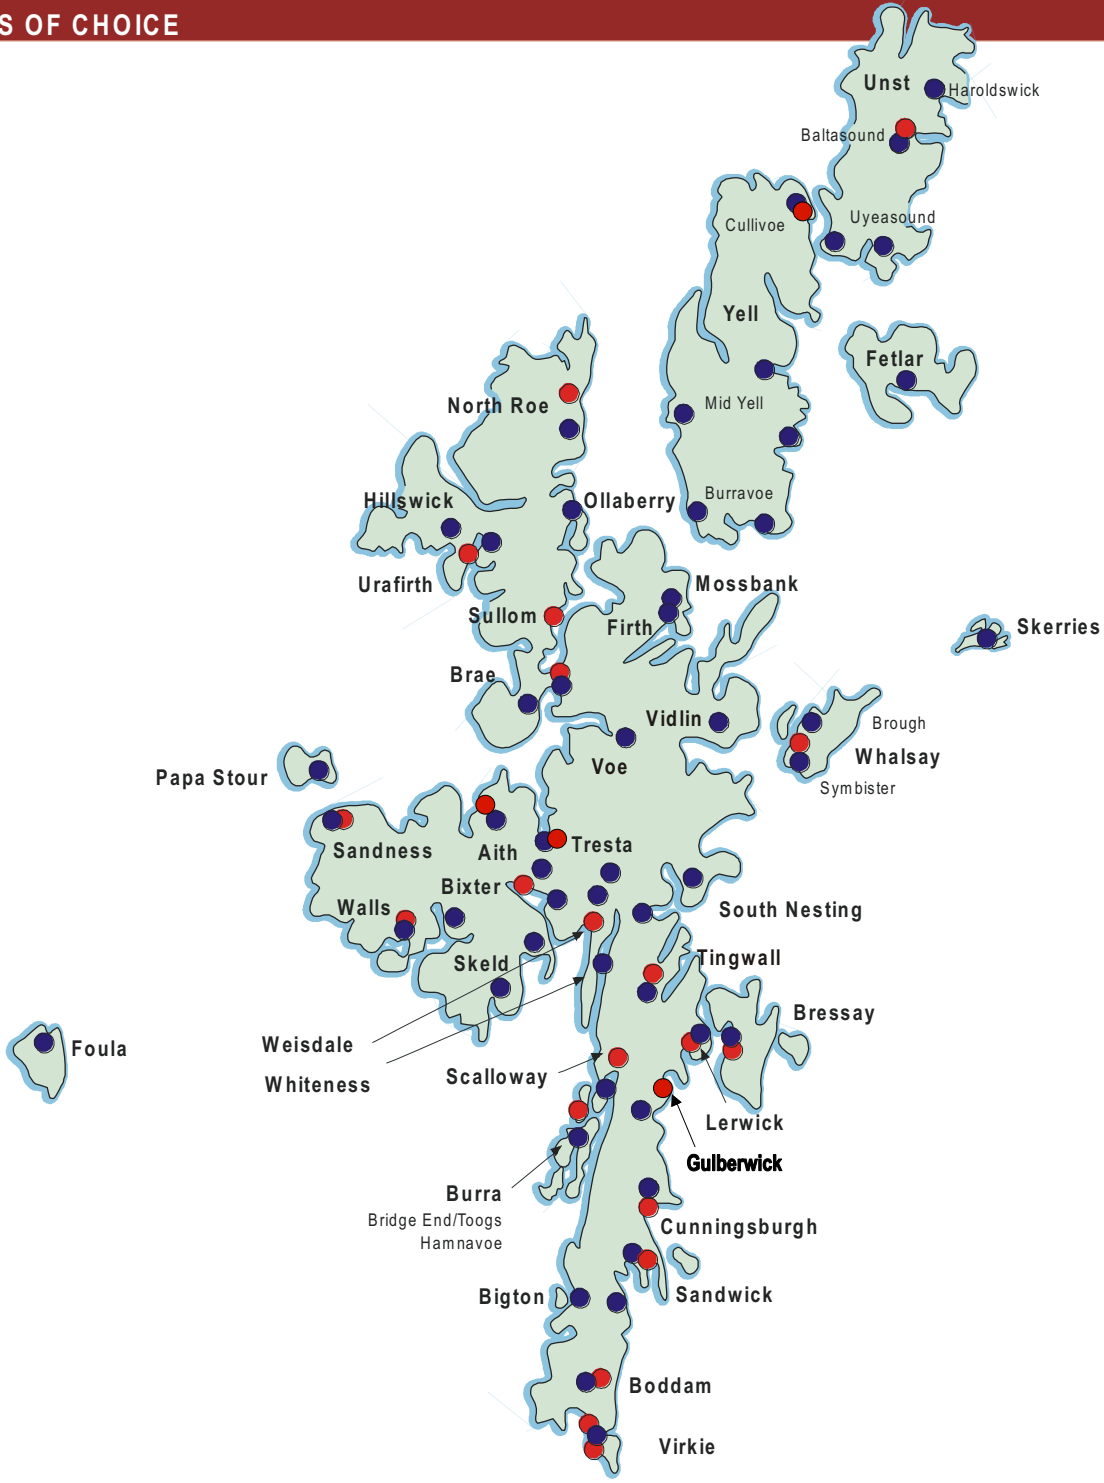 S OF CHOICE
Unst
Haroldswick
Baltasound
Uyeasound
Cullivoe
Yell
Fetlar
Mid Yell
North Roe
Burravoe
Hillswick
Ollaberry
Urafirth
Mossbank
Sullom
Firth
Skerries
Brae
Vidlin
Brough
Whalsay
Voe
Papa Stour
Symbister
Sandness
Aith
Tresta
Bixter
Walls
South Nesting
Skeld
Tingwall
Bressay
Weisdale
Foula
Whiteness
Scalloway
Lerwick
Gulberwick
Burra
Bridge End/Toogs
Hamnavoe
Cunningsburgh
Bigton
Sandwick
Boddam
Virkie